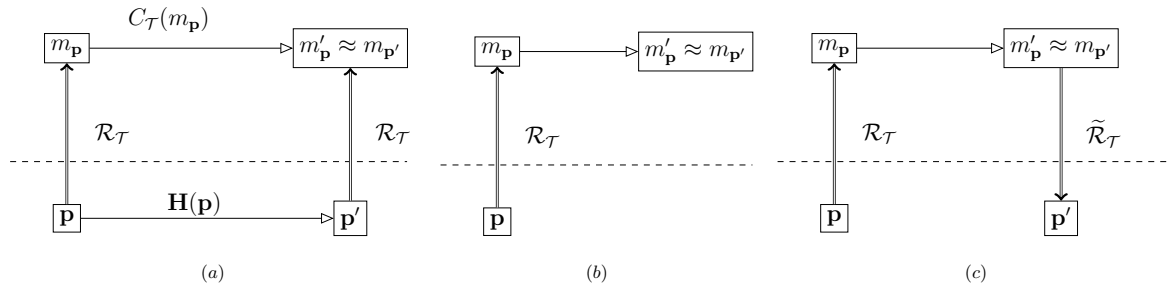 C_𝒯(m_𝐩)
m_𝐩 m′_𝐩 ≈ m_𝐩′
ℛ_𝒯 ℛ_𝒯
𝐇(𝐩)
𝐩 𝐩′
(a)
m_𝐩 m′_𝐩 ≈ m_𝐩′
ℛ_𝒯
𝐩
(b)
m_𝐩 m′_𝐩 ≈ m_𝐩′
ℛ_𝒯 ℛ̃_𝒯
𝐩 𝐩′
(c)